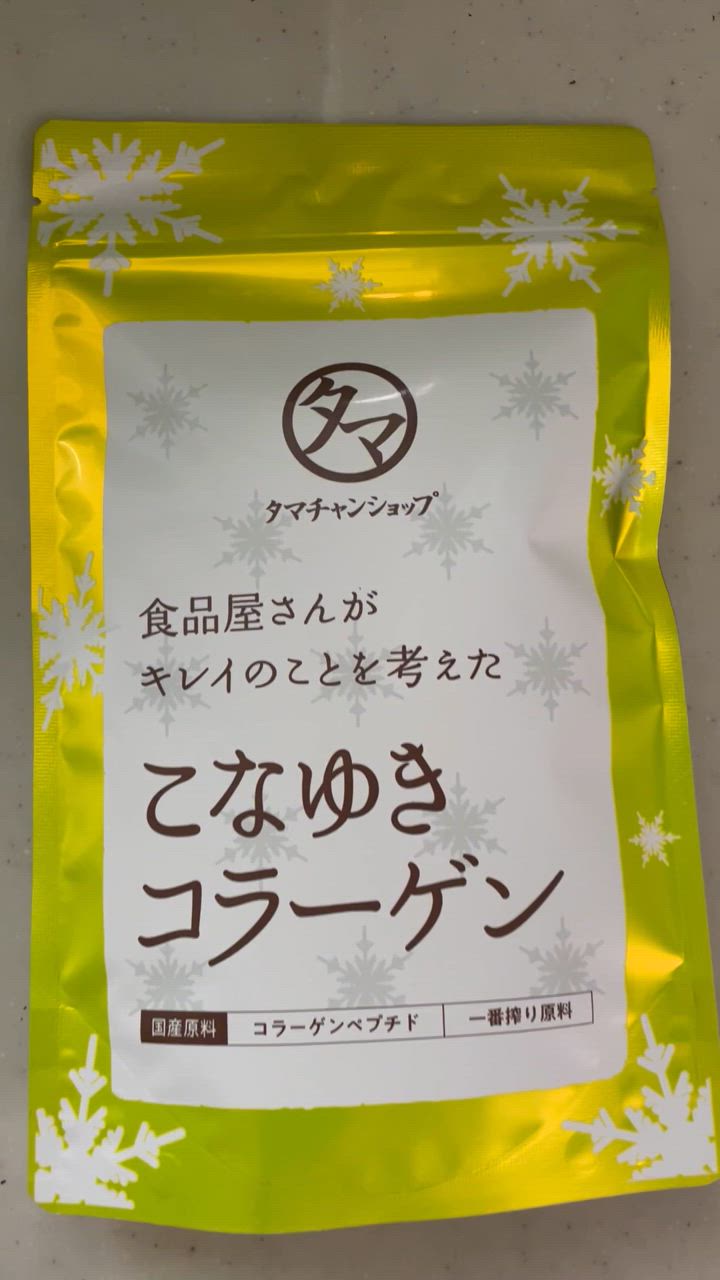 タマ
タマチャンショップ
食品屋さんが
キレイのことを考えた
こなゆき
コラーゲン
国産原料 コラーゲンペプチド 一番搾り原料